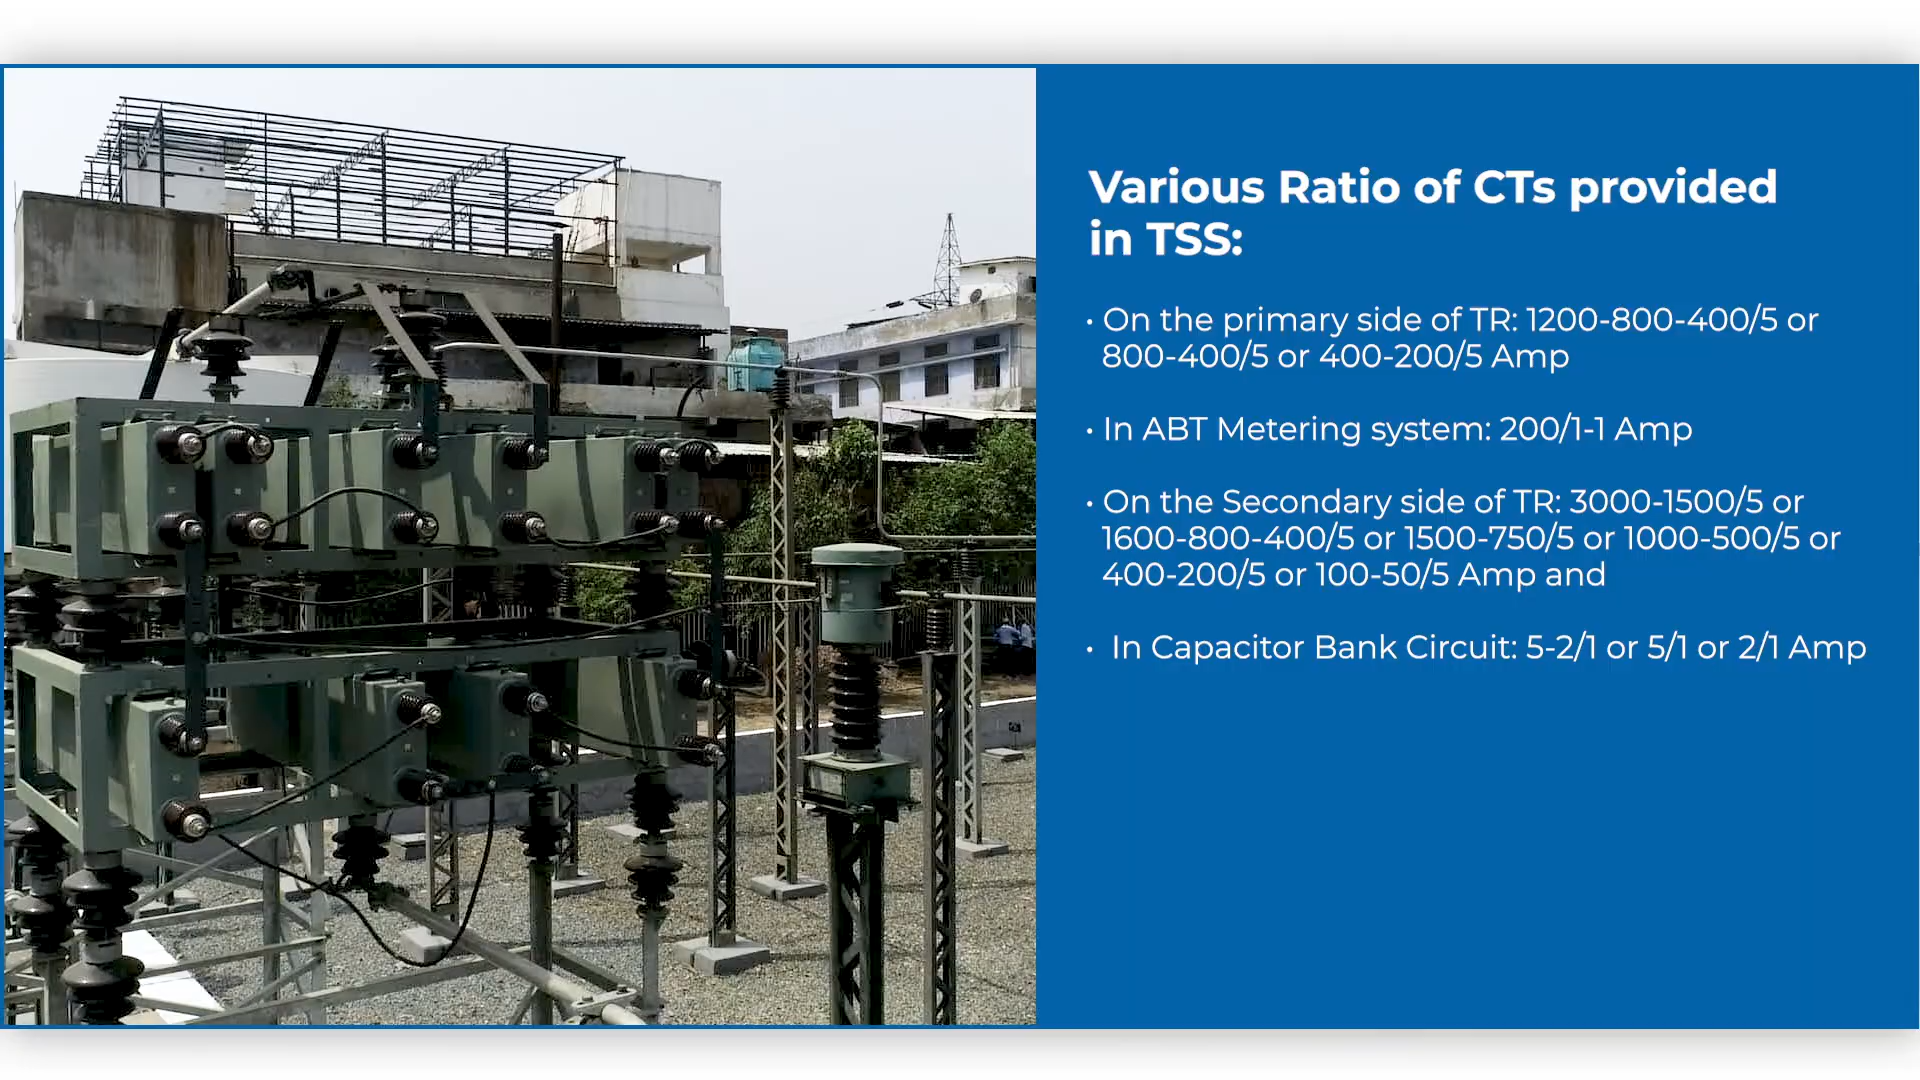 Various Ratio of CTs provided
in TSS:
• On the primary side of TR: 1200-800-400/5 or
800-400/5 or 400-200/5 Amp
• In ABT Metering system: 200/1-1 Amp
• On the Secondary side of TR: 3000-1500/5 or
1600-800-400/5 or 1500-750/5 or 1000-500/5 or
400-200/5 or 100-50/5 Amp and
• In Capacitor Bank Circuit: 5-2/1 or 5/1 or 2/1 Amp